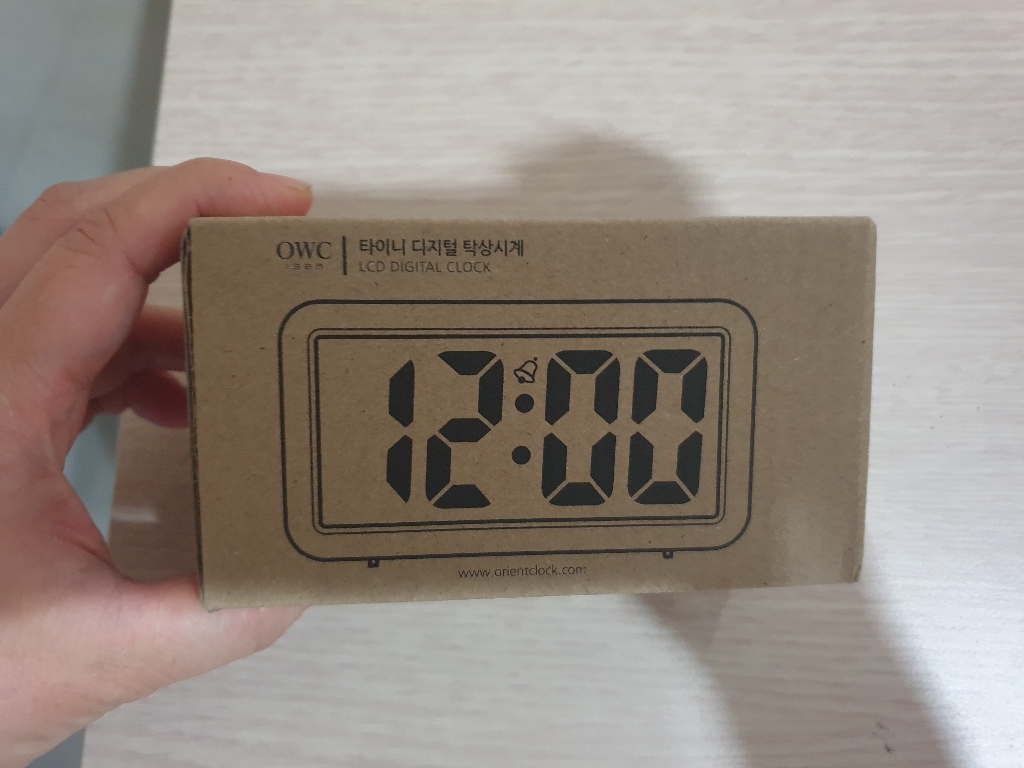 OWC
타이니 디지털 탁상시계
LCD DIGITAL CLOCK
12:00
www.orientclock.com